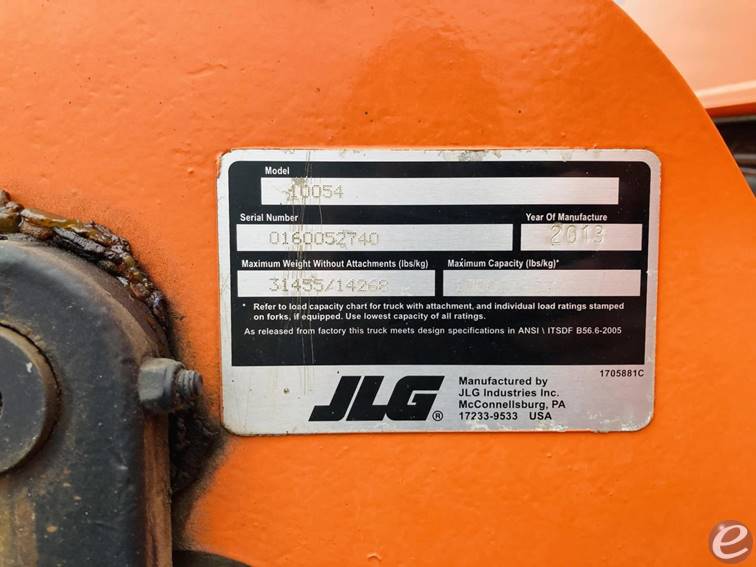 Model
10054
Serial Number
Year Of Manufacture
0160052740
2013
Maximum Weight Without Attachments (lbs/kg)
Maximum Capacity (lbs/kg)*
31455/14268
* Refer to load capacity chart for truck with attachment, and individual load ratings stamped
on forks, if equipped. Use lowest capacity of all ratings.
As released from factory this truck meets design specifications in ANSI \ ITSDF B56.6-2005
1705881C
JLG®
Manufactured by
JLG Industries Inc.
McConnellsburg, PA
17233-9533 USA
e